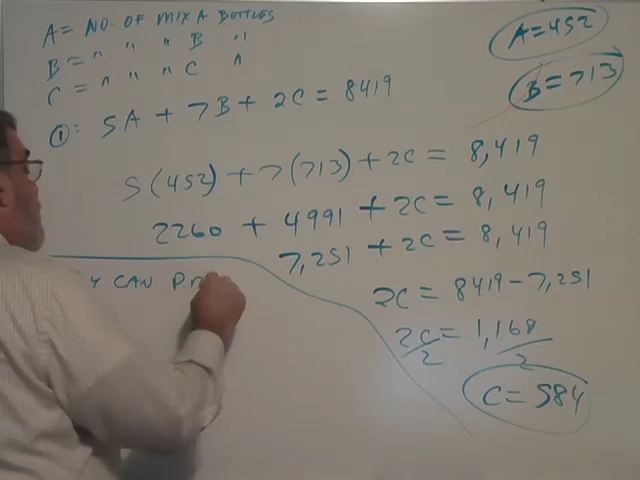 A = NO. OF MIX A BOTTLES
B = " " " B "
C = " " " C "
①: 5A + 7B + 2C = 8419
A = 452
B = 713
5(452) + 7(713) + 2C = 8,419
2260 + 4991 + 2C = 8,419
7,251 + 2C = 8,419
2C = 8419 - 7,251
2C/2 = 1,168/2
C = 584
Y CAN PR